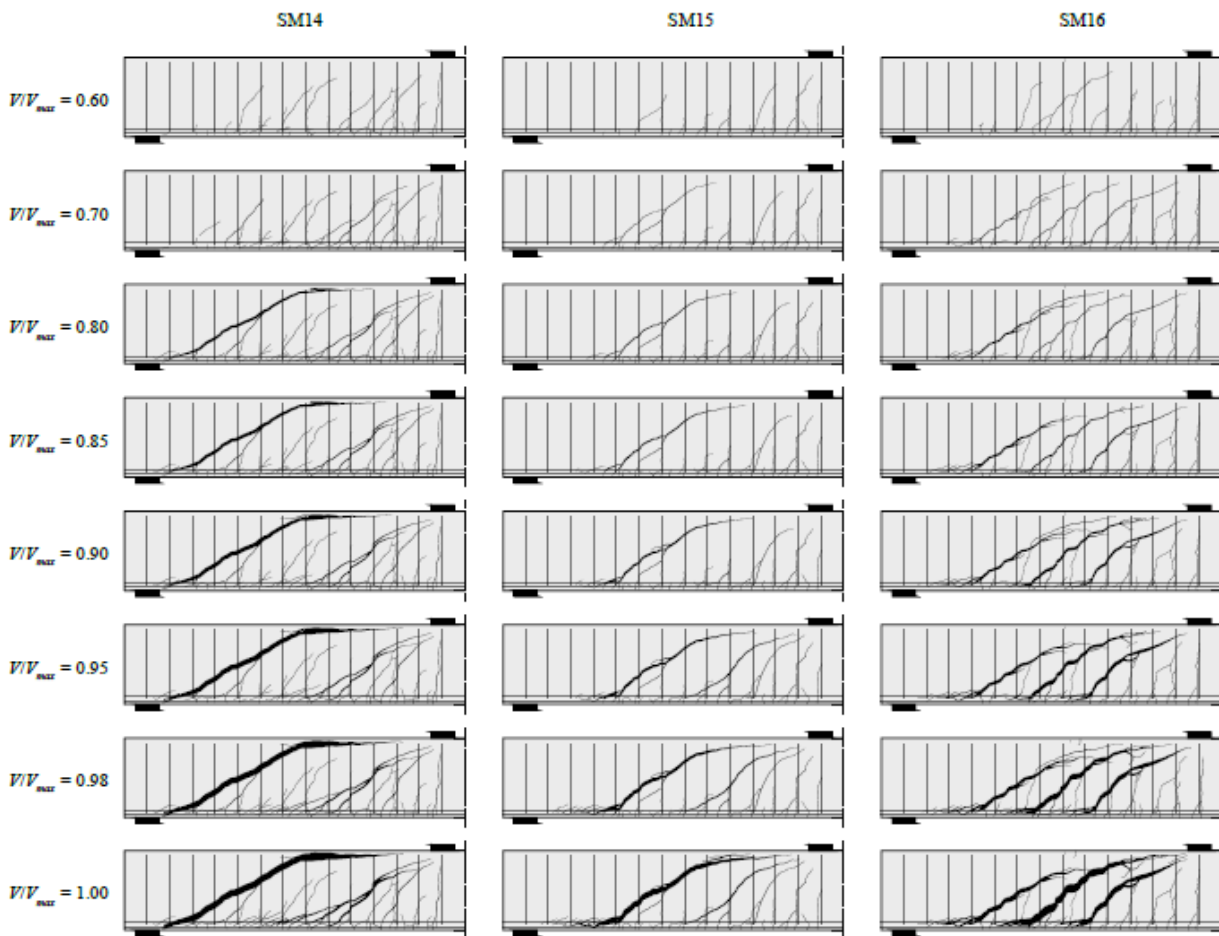 SM14 SM15 SM16
V/Vmax = 0.60
V/Vmax = 0.70
V/Vmax = 0.80
V/Vmax = 0.85
V/Vmax = 0.90
V/Vmax = 0.95
V/Vmax = 0.98
V/Vmax = 1.00